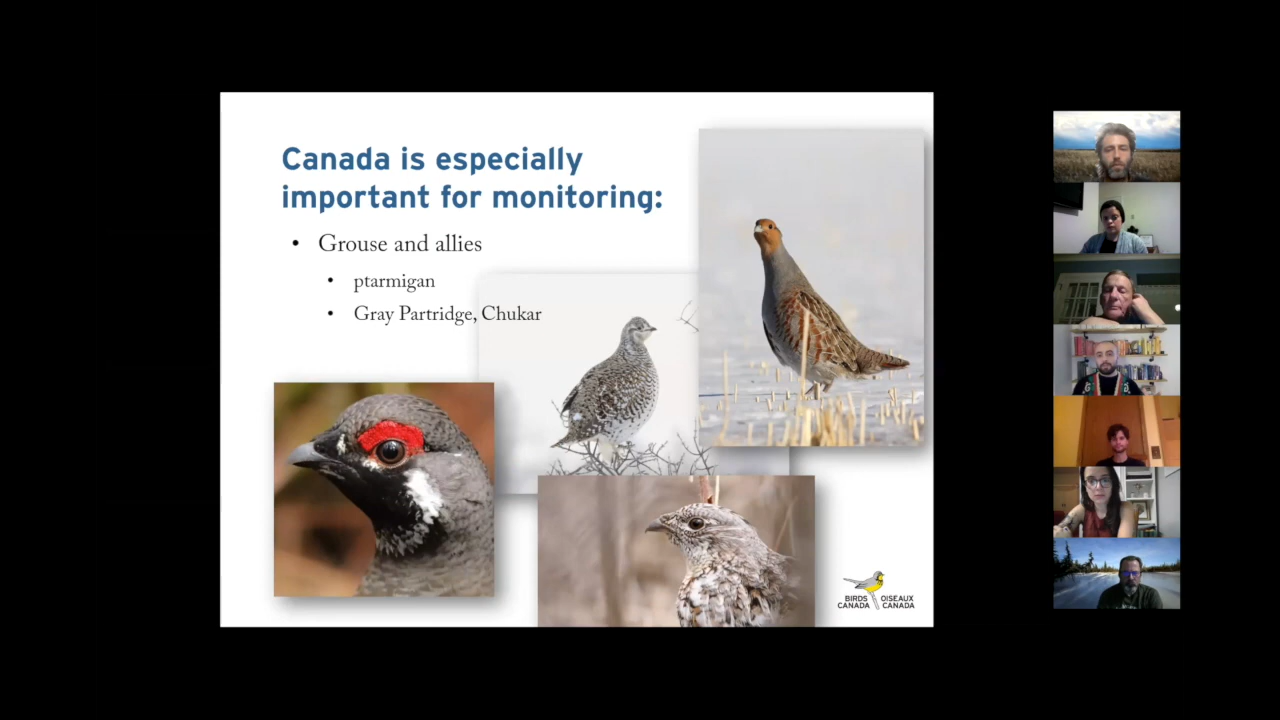 Canada is especially
important for monitoring:
• Grouse and allies
• ptarmigan
• Gray Partridge, Chukar
BIRDS OISEAUX
CANADA CANADA